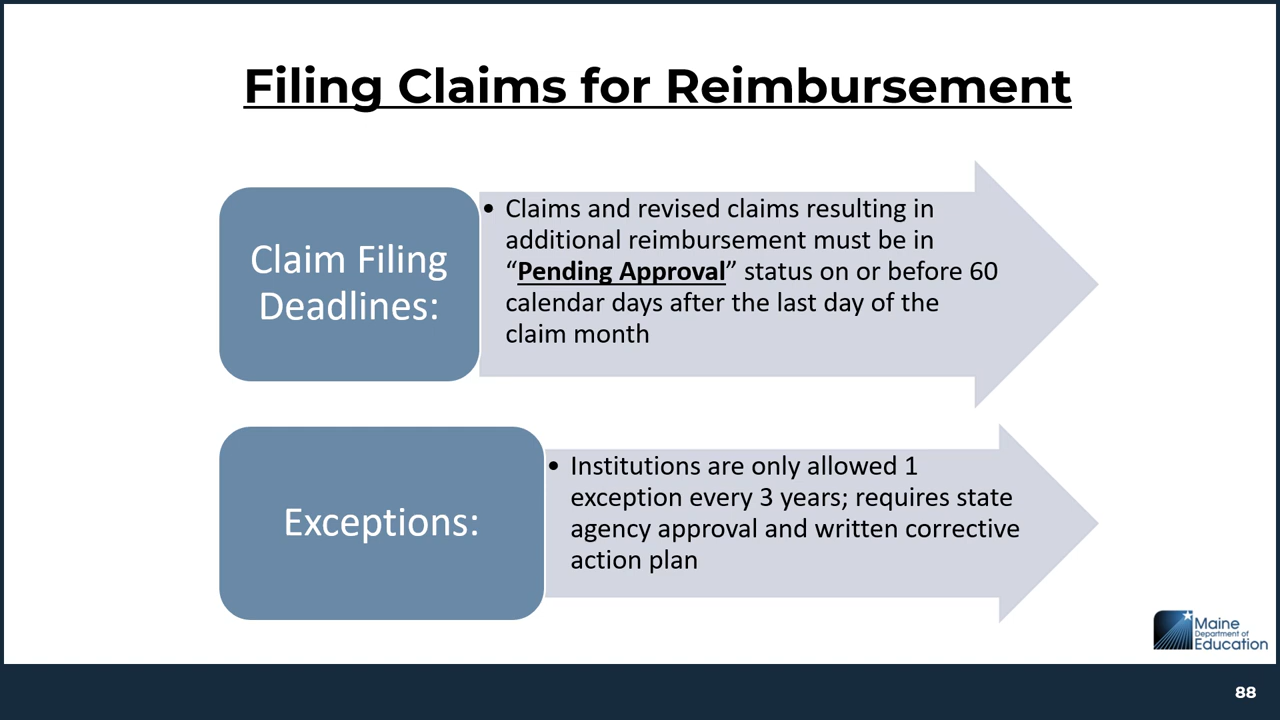 Filing Claims for Reimbursement
Claim Filing
Deadlines:
• Claims and revised claims resulting in
additional reimbursement must be in
“Pending Approval” status on or before 60
calendar days after the last day of the
claim month
Exceptions:
• Institutions are only allowed 1
exception every 3 years; requires state
agency approval and written corrective
action plan
Maine
Department of
Education
88